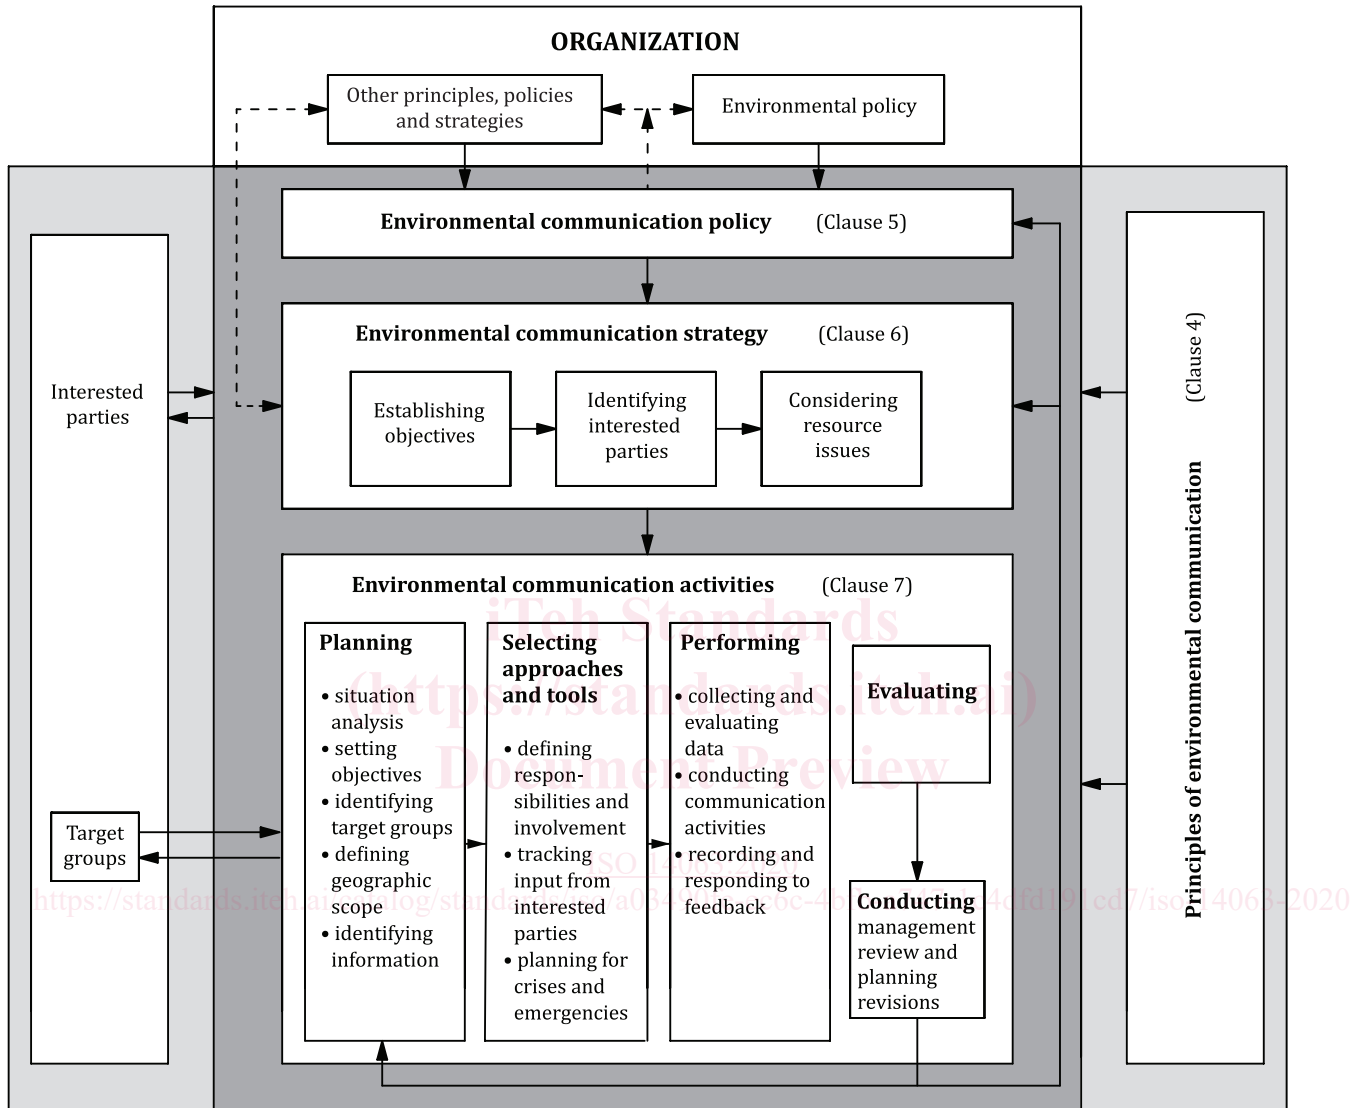 ORGANIZATION
Other principles, policies
and strategies
Environmental policy
Environmental communication policy (Clause 5)
Environmental communication strategy (Clause 6)
Establishing
objectives
Identifying
interested
parties
Considering
resource
issues
Interested
parties
Target
groups
Environmental communication activities (Clause 7)
Planning
• situation
analysis
• setting
objectives
• identifying
target groups
• defining
geographic
scope
• identifying
information
Selecting
approaches
and tools
• defining
respon-
sibilities and
involvement
• tracking
input from
interested
parties
• planning for
crises and
emergencies
Performing
• collecting and
evaluating
data
• conducting
communication
activities
• recording and
responding to
feedback
Evaluating
Conducting
management
review and
planning
revisions
Principles of environmental communication (Clause 4)
iTeh Standards
(https://standards.iteh.ai)
Document Preview
ISO 14063:2020